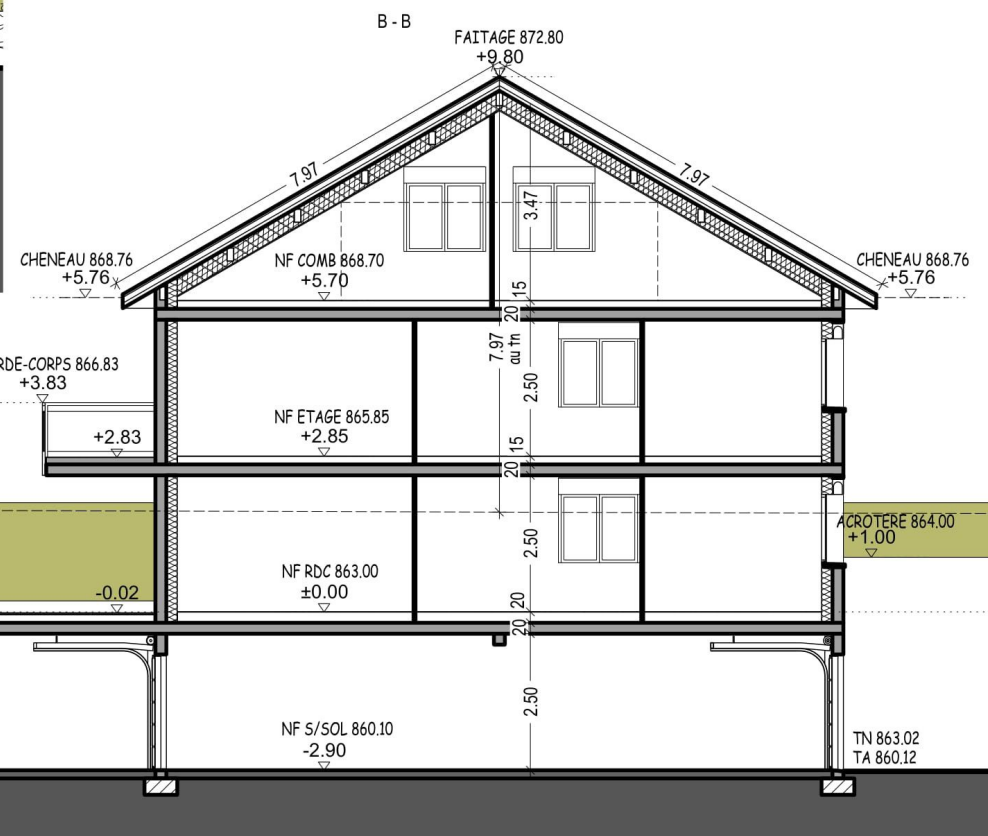 B - B
FAITAGE 872.80
+9.80
7.97
7.97
3.47
CHENEAU 868.76
+5.76
NF COMB 868.70
+5.70
CHENEAU 868.76
+5.76
15
20
7.97
au tn
RDE-CORPS 866.83
+3.83
2.50
NF ETAGE 865.85
+2.85
+2.83
15
20
ACROTERE 864.00
+1.00
2.50
NF RDC 863.00
±0.00
-0.02
20
20
2.50
NF S/SOL 860.10
-2.90
TN 863.02
TA 860.12